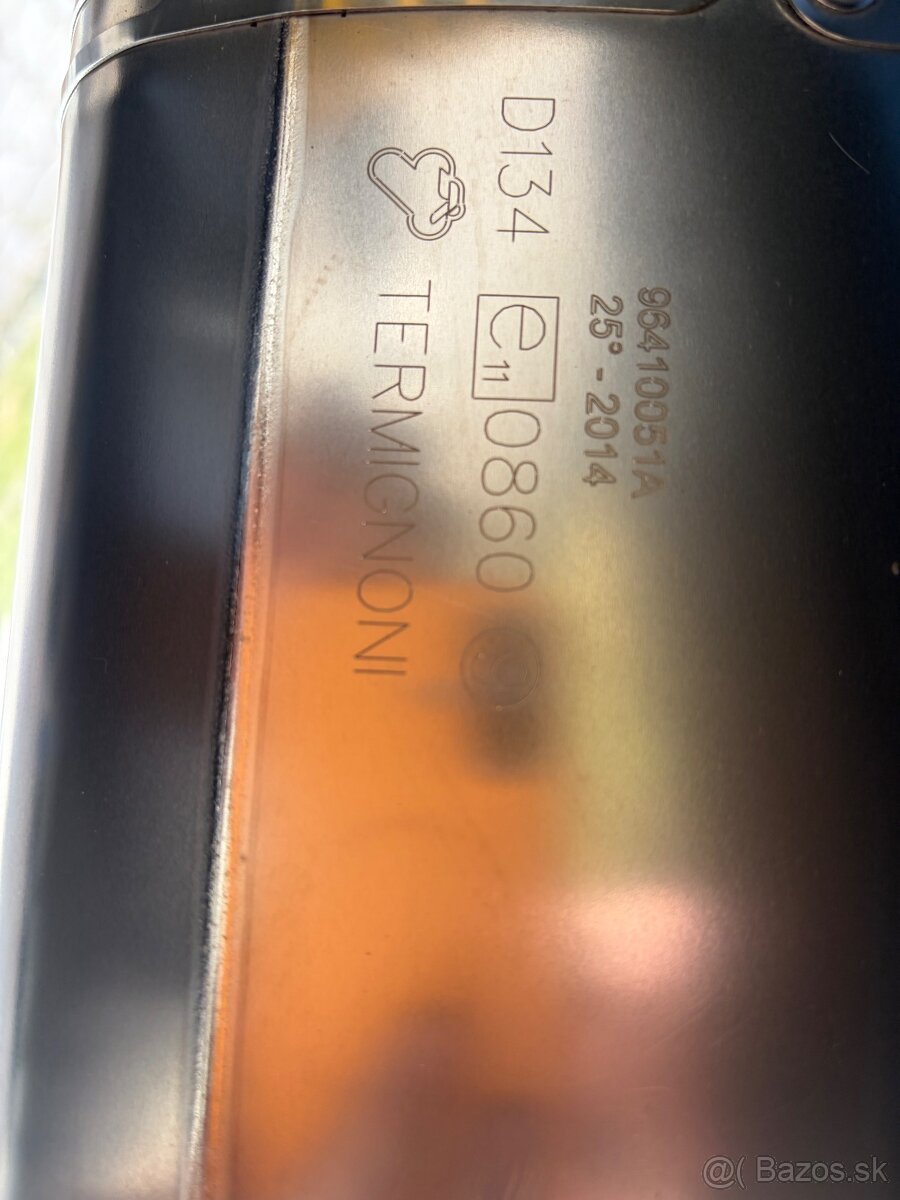 96410051A
25° - 2014
D134 e11 0860
TERMIGNONI
@( Bazos.sk